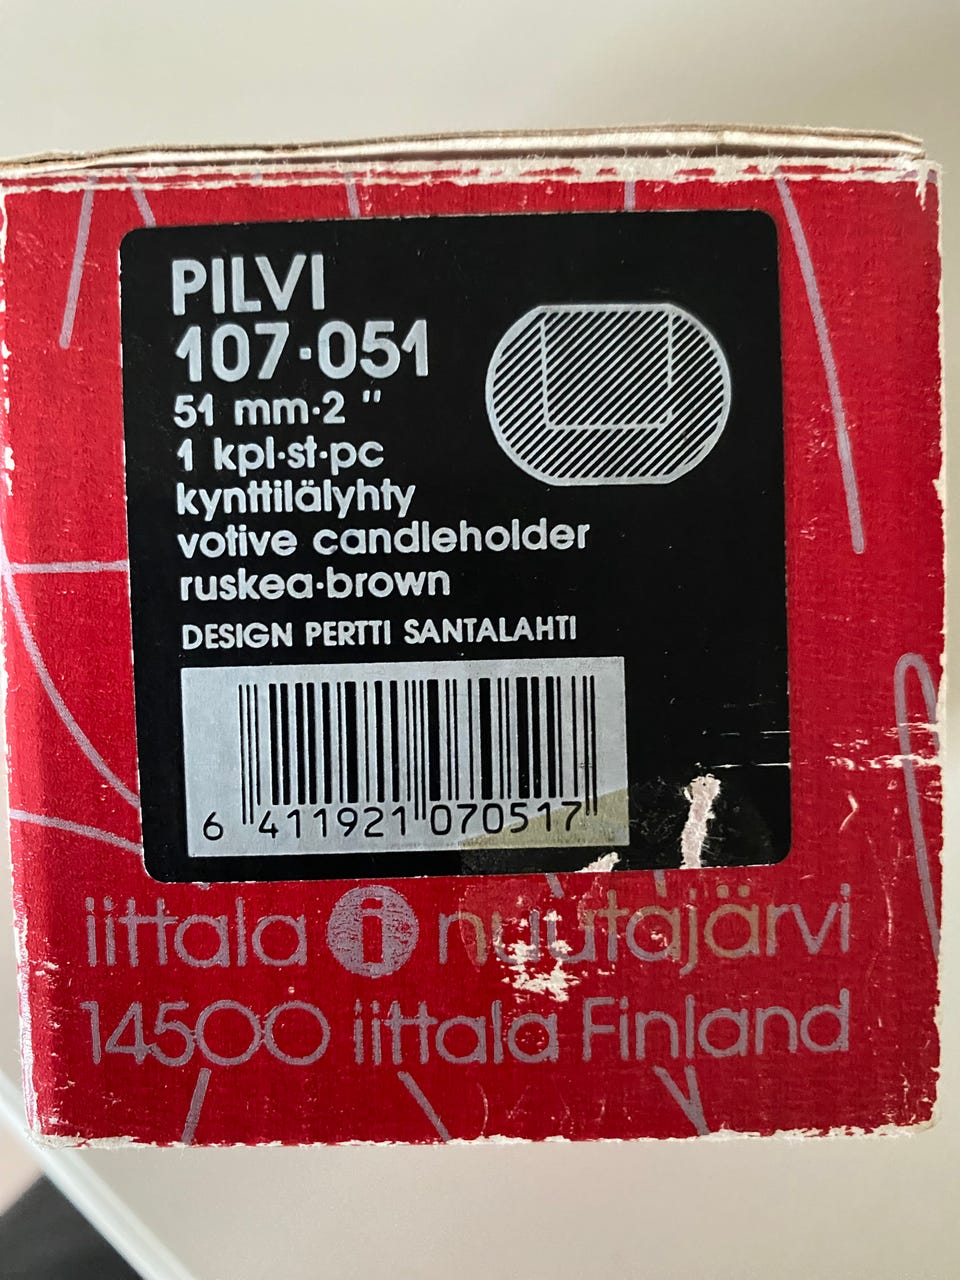 PILVI
107·051
51 mm·2 "
1 kpl·st·pc
kynttilälyhty
votive candleholder
ruskea·brown
DESIGN PERTTI SANTALAHTI
6 411921 070517
iittala i nuutajärvi
14500 iittala Finland